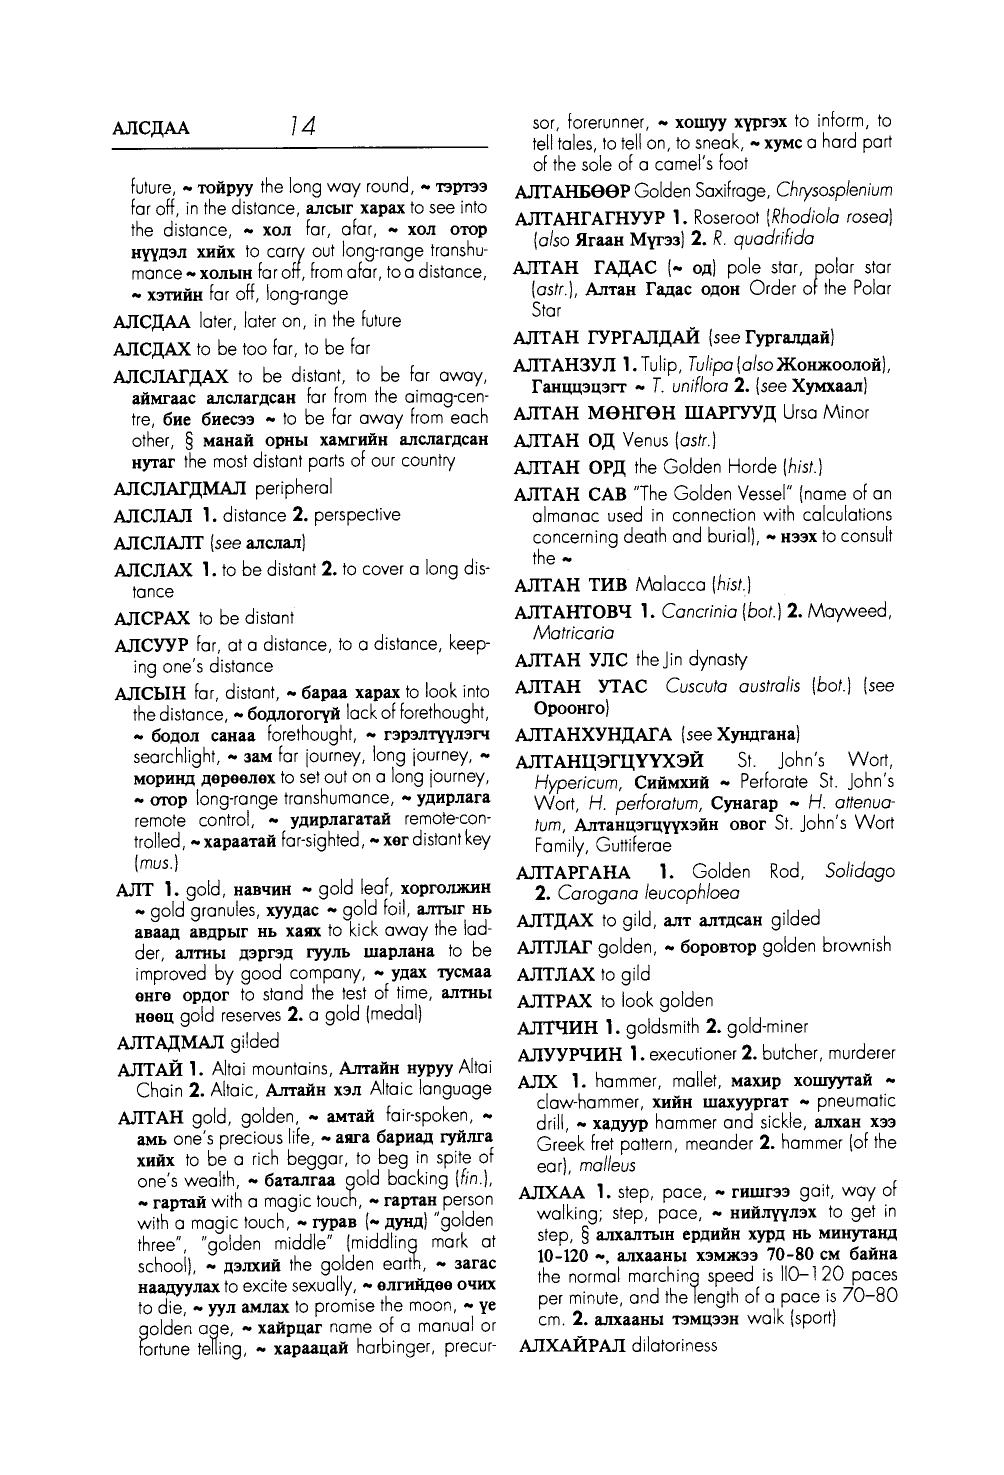 АЛСДАА 14
future, ~ тойруу the long way round, ~ тэртээ
far off, in the distance, алсыг харах to see into
the distance, ~ хол far, afar, ~ хол отор
нүүдэл хийх to carry out long-range transhu-
mance ~ холын far off, from afar, to a distance,
~ хэтийн far off, long-range
АЛСДАА later, later on, in the future
АЛСДАХ to be too far, to be far
АЛСЛАГДАХ to be distant, to be far away,
аймгаас алслагдсан far from the aimag-cen-
tre, бие биесээ ~ to be far away from each
other, § манай орны хамгийн алслагдсан
нутаг the most distant parts of our country
АЛСЛАГДМАЛ peripheral
АЛСЛАЛ 1. distance 2. perspective
АЛСЛАЛТ (see алслал)
АЛСЛАХ 1. to be distant 2. to cover a long dis-
tance
АЛСРАХ to be distant
АЛСУУР far, at a distance, to a distance, keep-
ing one's distance
АЛСЫН far, distant, ~ бараа харах to look into
the distance, ~ бодлогогүй lack of forethought,
~ бодол санаа forethought, ~ гэрэлтүүлэгч
searchlight, ~ зам far journey, long journey, ~
моринд дөрөөлөх to set out on a long journey,
~ отор long-range transhumance, ~ удирлага
remote control, ~ удирлагатай remote-con-
trolled, ~ хараатай far-sighted, ~ хөг distant key
(mus.)
АЛТ 1. gold, навчин ~ gold leaf, хорголжин
~ gold granules, хуудас ~ gold foil, алтыг нь
аваад авдрыг нь хаях to kick away the lad-
der, алтны дэргэд гууль шарлана to be
improved by good company, ~ удах тусмаа
өнгө ордог to stand the test of time, алтны
нөөц gold reserves 2. a gold (medal)
АЛТАДМАЛ gilded
АЛТАЙ 1. Altai mountains, Алтайн нуруу Altai
Chain 2. Altaic, Алтайн хэл Altaic language
АЛТАН gold, golden, ~ амтай fair-spoken, ~
амь one's precious life, ~ аяга бариад гуйлга
хийх to be a rich beggar, to beg in spite of
one's wealth, ~ баталгаа gold backing (fin.),
~ гартай with a magic touch, ~ гартан person
with a magic touch, ~ гурав (~ дунд) "golden
three", "golden middle" (middling mark at
school), ~ дэлхий the golden earth, ~ загас
наадуулах to excite sexually, ~ өлгийдөө очих
to die, ~ уул амлах to promise the moon, ~ үе
golden age, ~ хайрцаг name of a manual or
fortune telling, ~ хараацай harbinger, precur-
sor, forerunner, ~ хошуу хүргэх to inform, to
tell tales, to tell on, to sneak, ~ хумс a hard part
of the sole of a camel's foot
АЛТАНБӨӨР Golden Saxifrage, Chrysosplenium
АЛТАНГАГНУУР 1. Roseroot (Rhodiola rosea)
(also Ягаан Мүгэз) 2. R. quadrifida
АЛТАН ГАДАС (~ од) pole star, polar star
(astr.), Алтан Гадас одон Order of the Polar
Star
АЛТАН ГУРГАЛДАЙ (see Гургалдай)
АЛТАНЗУЛ 1. Tulip, Tulipa (also Жонжоолой),
Ганццэцэгт ~ T. uniflora 2. (see Хумхаал)
АЛТАН МӨНГӨН ШАРГУУД Ursa Minor
АЛТАН ОД Venus (astr.)
АЛТАН ОРД the Golden Horde (hist.)
АЛТАН САВ "The Golden Vessel" (name of an
almanac used in connection with calculations
concerning death and burial), ~ нээх to consult
the ~
АЛТАН ТИВ Malacca (hist.)
АЛТАНТОВЧ 1. Cancrinia (bot.) 2. Mayweed,
Matricaria
АЛТАН УЛС the Jin dynasty
АЛТАН УТАС Cuscuta australis (bot.) (see
Ороонго)
АЛТАНХУНДАГА (see Хундгана)
АЛТАНЦЭГЦҮҮХЭЙ St. John's Wort,
Hypericum, Сиймхий ~ Perforate St. John's
Wort, H. perforatum, Сунагар ~ H. attenua-
tum, Алтанцэгцүүхэйн овог St. John's Wort
Family, Guttiferae
АЛТАРГАНА 1. Golden Rod, Solidago
2. Caragana leucophloea
АЛТДАХ to gild, алт алтдсан gilded
АЛТЛАГ golden, ~ боровтор golden brownish
АЛТЛАХ to gild
АЛТРАХ to look golden
АЛТЧИН 1. goldsmith 2. gold-miner
АЛУУРЧИН 1. executioner 2. butcher, murderer
АЛХ 1. hammer, mallet, махир хошуутай ~
claw-hammer, хийн шахуургат ~ pneumatic
drill, ~ хадуур hammer and sickle, алхан хээ
Greek fret pattern, meander 2. hammer (of the
ear), malleus
АЛХАА 1. step, pace, ~ гишгээ gait, way of
walking; step, pace, ~ нийлүүлэх to get in
step, § алхалтын ердийн хурд нь минутанд
10-120 ~, алхааны хэмжээ 70-80 см байна
the normal marching speed is 110–120 paces
per minute, and the length of a pace is 70–80
cm. 2. алхааны тэмцээн walk (sport)
АЛХАЙРАЛ dilatoriness